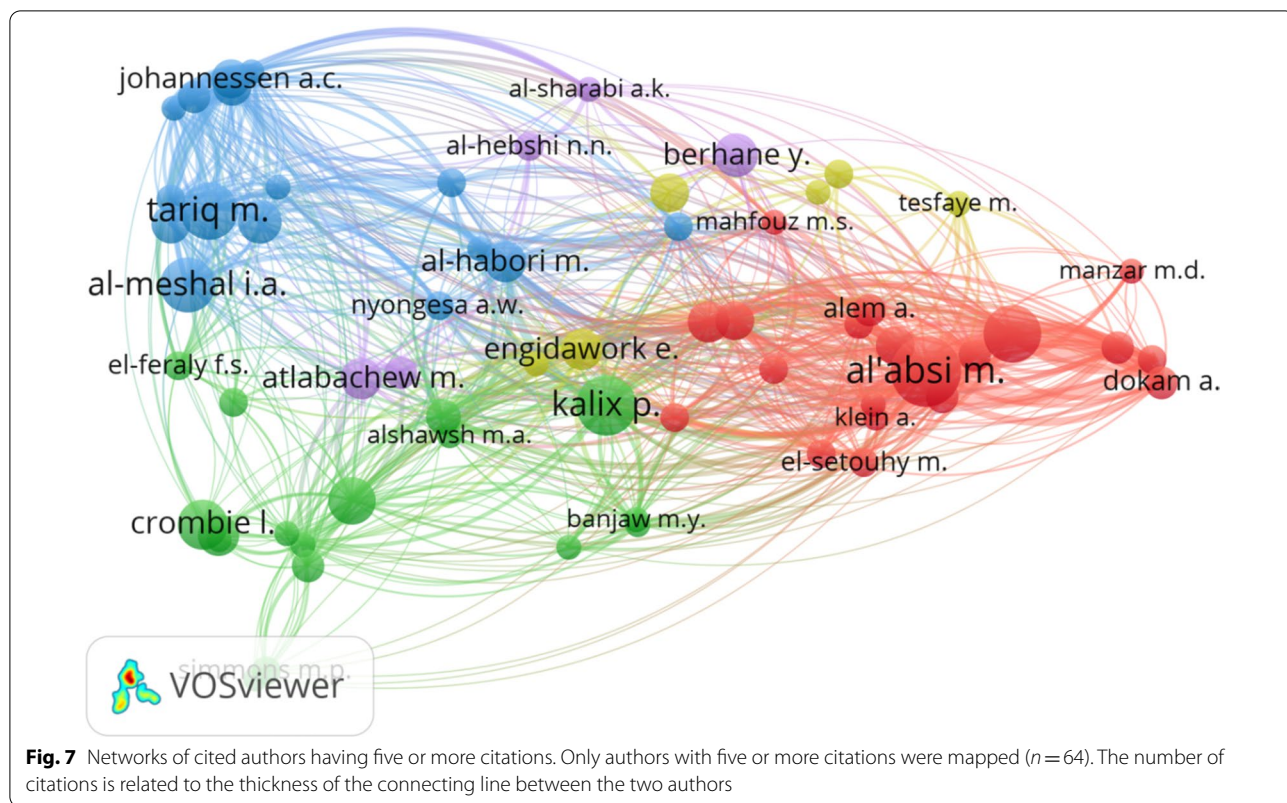 johannessen a.c.
al-sharabi a.k.
al-hebshi n.n.
berhane y.
tariq m.
tesfaye m.
mahfouz m.s.
al-habori m.
manzar m.d.
al-meshal i.a.
nyongesa a.w.
alem a.
engidawork e.
el-feraly f.s.
atlabachew m.
al'absi m.
dokam a.
kalix p.
klein a.
alshawsh m.a.
el-setouhy m.
crombie l.
banjaw m.y.
simmons m.p.
VOSviewer
Fig. 7 Networks of cited authors having five or more citations. Only authors with five or more citations were mapped (n = 64). The number of
citations is related to the thickness of the connecting line between the two authors